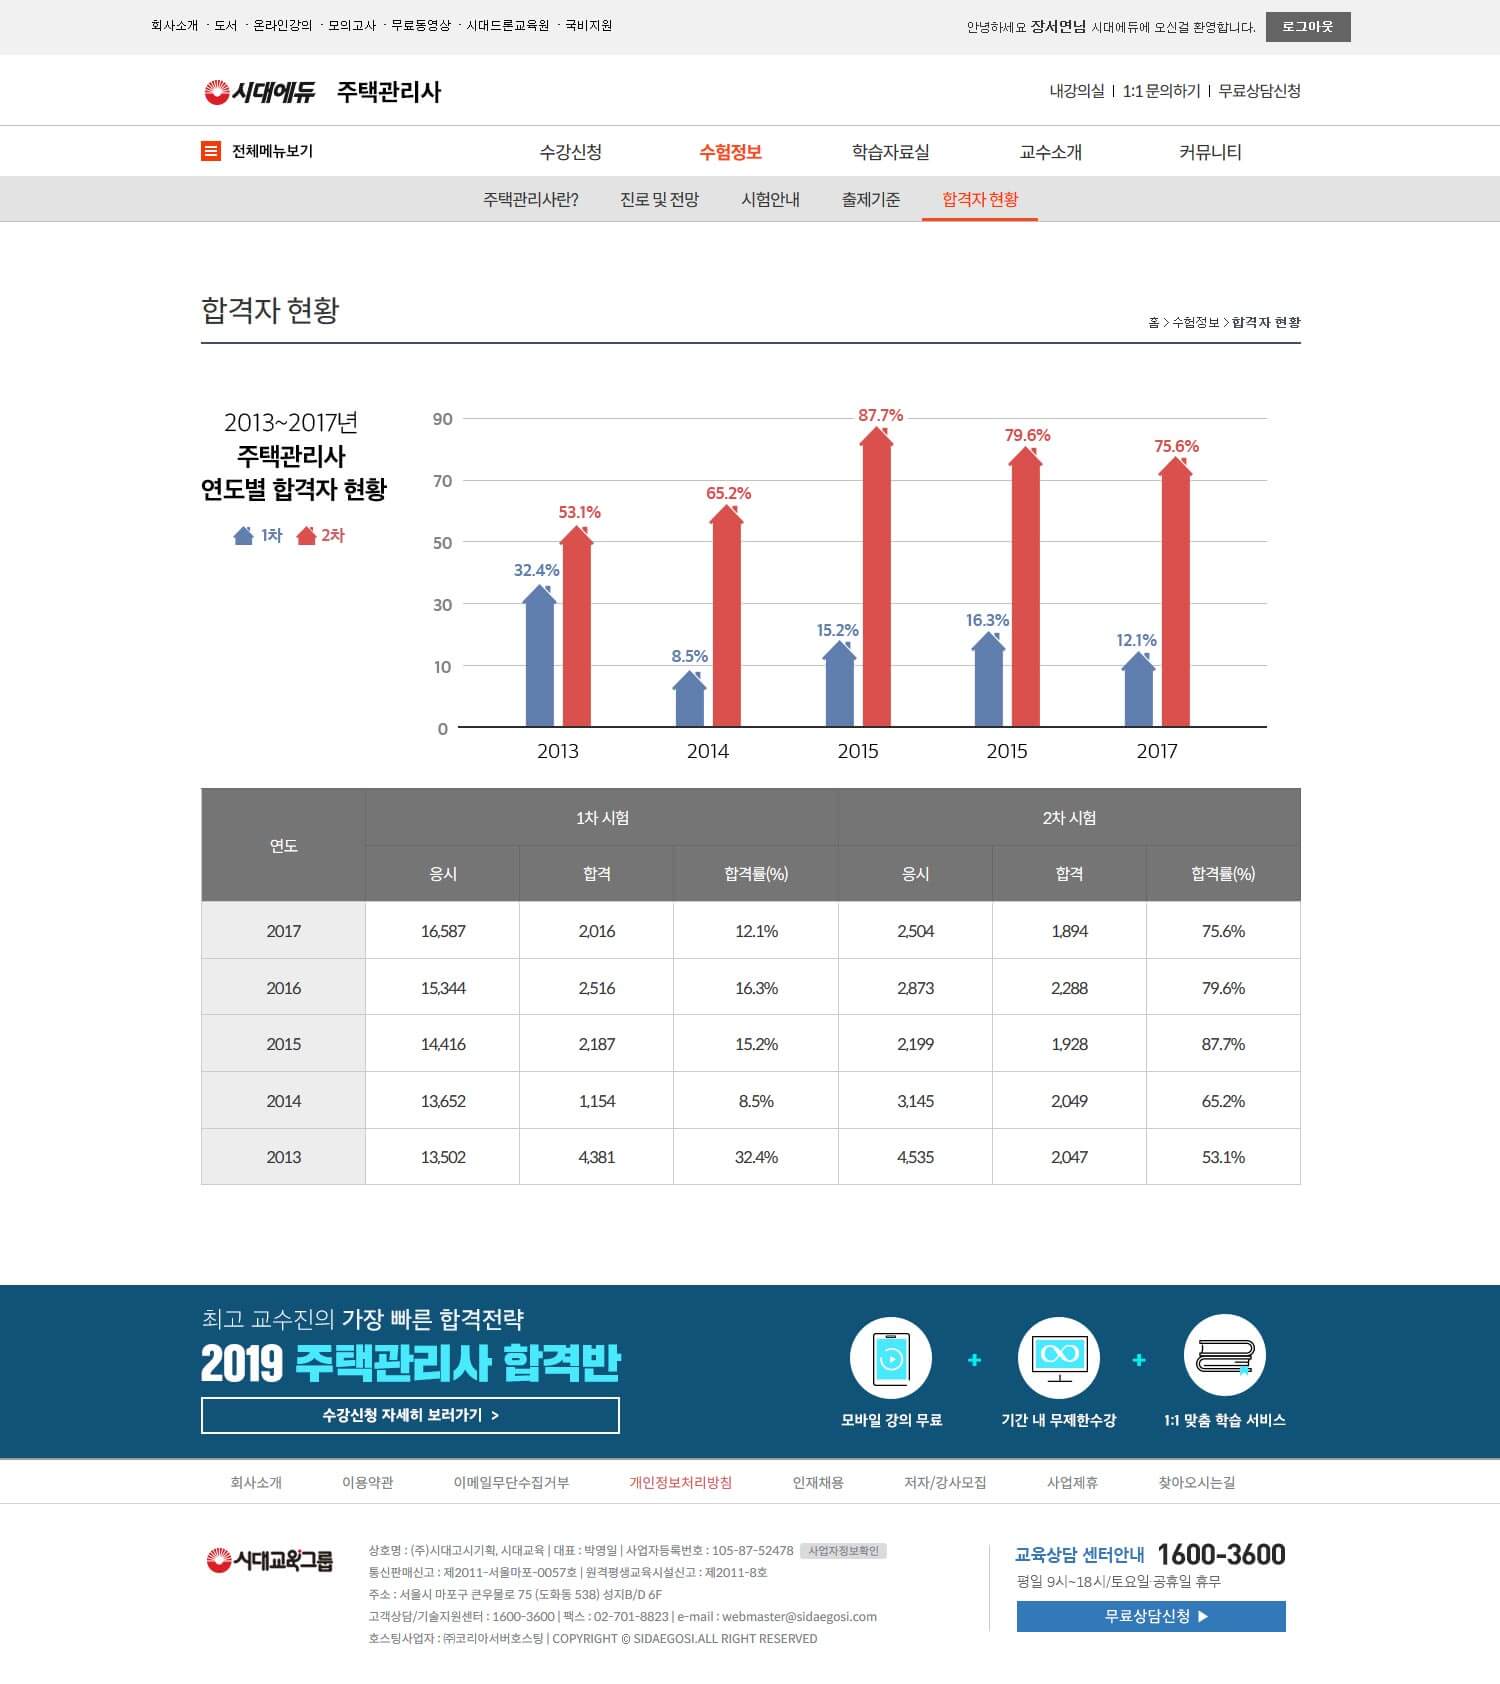 회사소개 · 도서 · 온라인강의 · 모의고사 · 무료동영상 · 시대드론교육원 · 국비지원
안녕하세요 장서연님 시대에듀에 오신걸 환영합니다. 로그아웃
시대에듀 주택관리사
내강의실 | 1:1 문의하기 | 무료상담신청
전체메뉴보기 수강신청 수험정보 학습자료실 교수소개 커뮤니티
주택관리사란? 진로 및 전망 시험안내 출제기준 합격자 현황
합격자 현황
홈 > 수험정보 > 합격자 현황
2013~2017년
주택관리사
연도별 합격자 현황
1차 2차
90
70
50
30
10
0
32.4% 53.1%
8.5% 65.2%
15.2% 87.7%
16.3% 79.6%
12.1% 75.6%
2013 2014 2015 2015 2017
연도 1차 시험 2차 시험
응시 합격 합격률(%) 응시 합격 합격률(%)
2017 16,587 2,016 12.1% 2,504 1,894 75.6%
2016 15,344 2,516 16.3% 2,873 2,288 79.6%
2015 14,416 2,187 15.2% 2,199 1,928 87.7%
2014 13,652 1,154 8.5% 3,145 2,049 65.2%
2013 13,502 4,381 32.4% 4,535 2,047 53.1%
최고 교수진의 가장 빠른 합격전략
2019 주택관리사 합격반
수강신청 자세히 보러가기 >
모바일 강의 무료 + 기간 내 무제한수강 + 1:1 맞춤 학습 서비스
회사소개 이용약관 이메일무단수집거부 개인정보처리방침 인재채용 저자/강사모집 사업제휴 찾아오시는길
시대교육그룹
상호명 : (주)시대고시기획, 시대교육 | 대표 : 박영일 | 사업자등록번호 : 105-87-52478 사업자정보확인
통신판매신고 : 제2011-서울마포-0057호 | 원격평생교육시설신고 : 제2011-8호
주소 : 서울시 마포구 큰우물로 75 (도화동 538) 성지B/D 6F
고객상담/기술지원센터 : 1600-3600 | 팩스 : 02-701-8823 | e-mail : webmaster@sidaegosi.com
호스팅사업자 : ㈜코리아서버호스팅 | COPYRIGHT © SIDAEGOSI.ALL RIGHT RESERVED
교육상담 센터안내 1600-3600
평일 9시~18시/토요일·공휴일 휴무
무료상담신청 ▶